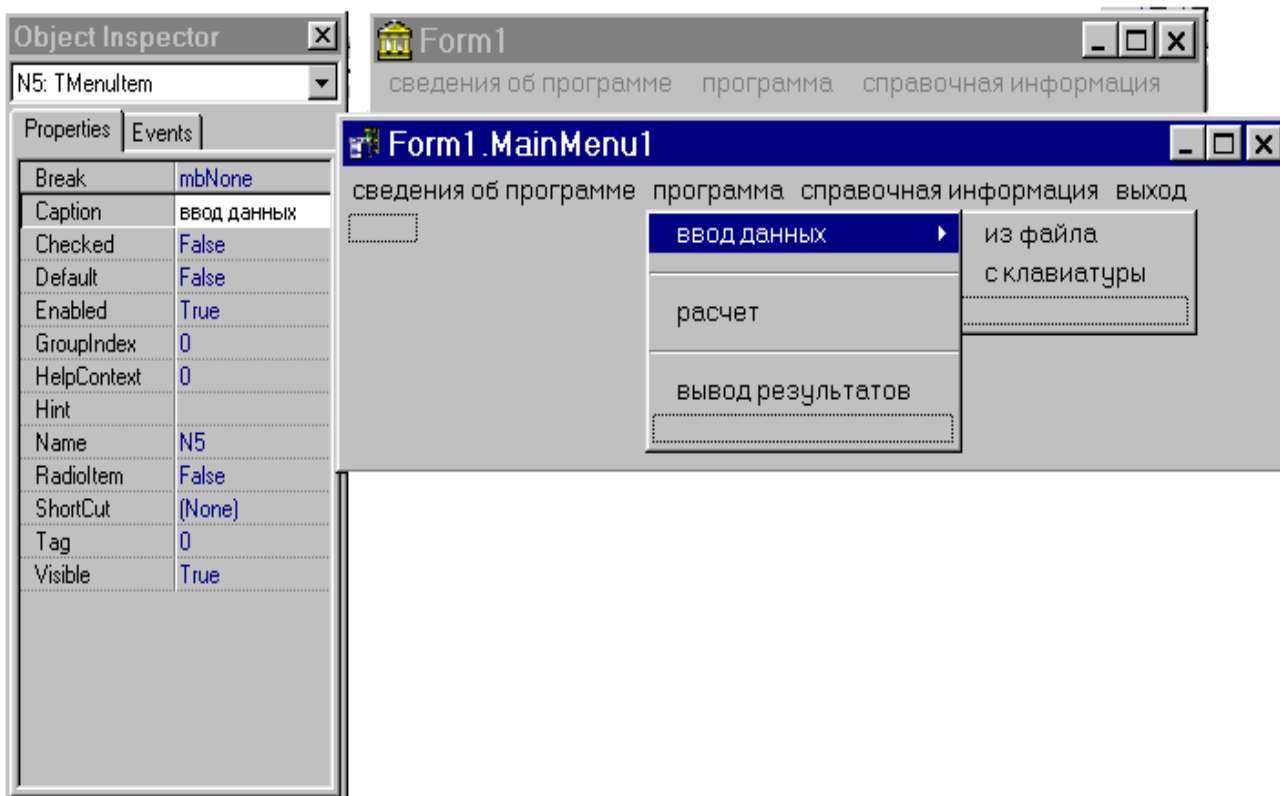 Object Inspector
N5: TMenuItem
Properties Events
Break mbNone
Caption ввод данных
Checked False
Default False
Enabled True
GroupIndex 0
HelpContext 0
Hint
Name N5
RadioItem False
ShortCut (None)
Tag 0
Visible True
Form1
сведения об программе программа справочная информация
Form1.MainMenu1
сведения об программе программа справочная информация выход
ввод данных
расчет
вывод результатов
из файла
с клавиатуры